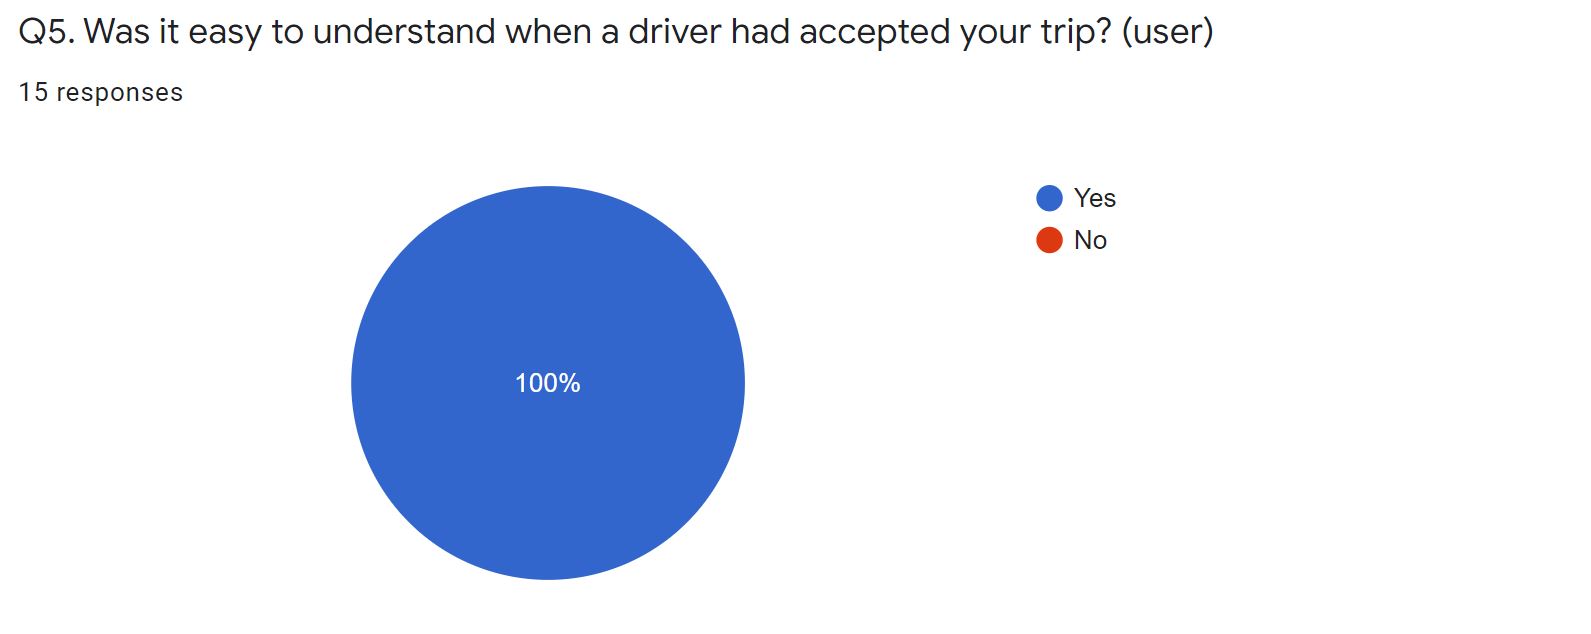 Q5. Was it easy to understand when a driver had accepted your trip? (user)
15 responses
Yes
No
100%